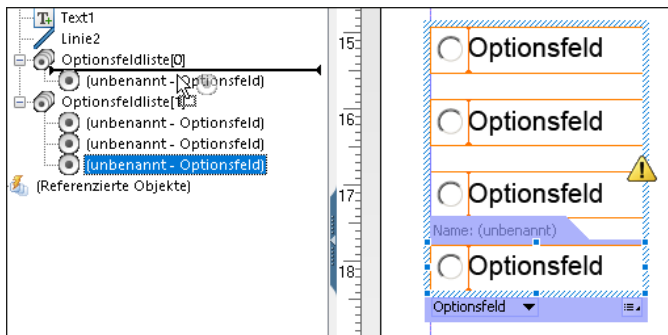 T Text1
Linie2
Optionsfeldliste[0]
(unbenannt - Optionsfeld)
Optionsfeldliste[1]
(unbenannt - Optionsfeld)
(unbenannt - Optionsfeld)
(unbenannt - Optionsfeld)
(Referenzierte Objekte)
15
16
17
18
Optionsfeld
Optionsfeld
Optionsfeld
Name: (unbenannt)
Optionsfeld
Optionsfeld